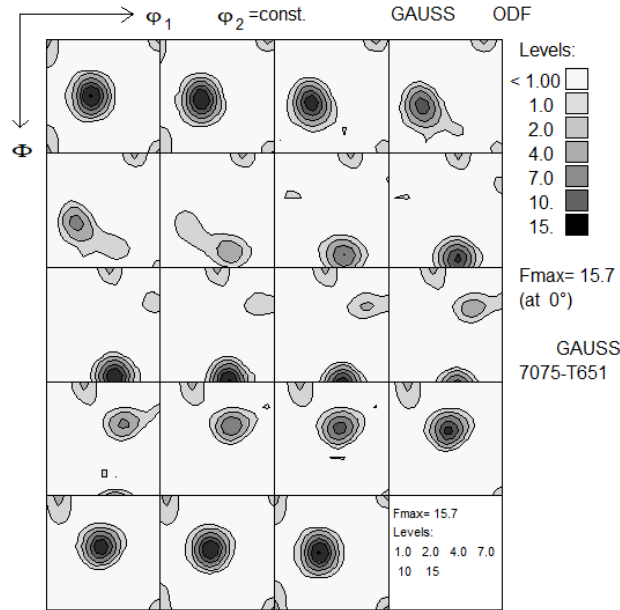 φ1 φ2 =const. GAUSS ODF
Φ
Levels:
< 1.00
1.0
2.0
4.0
7.0
10.
15.
Fmax= 15.7
(at 0°)
GAUSS
7075-T651
Fmax= 15.7
Levels:
1.0 2.0 4.0 7.0
10 15